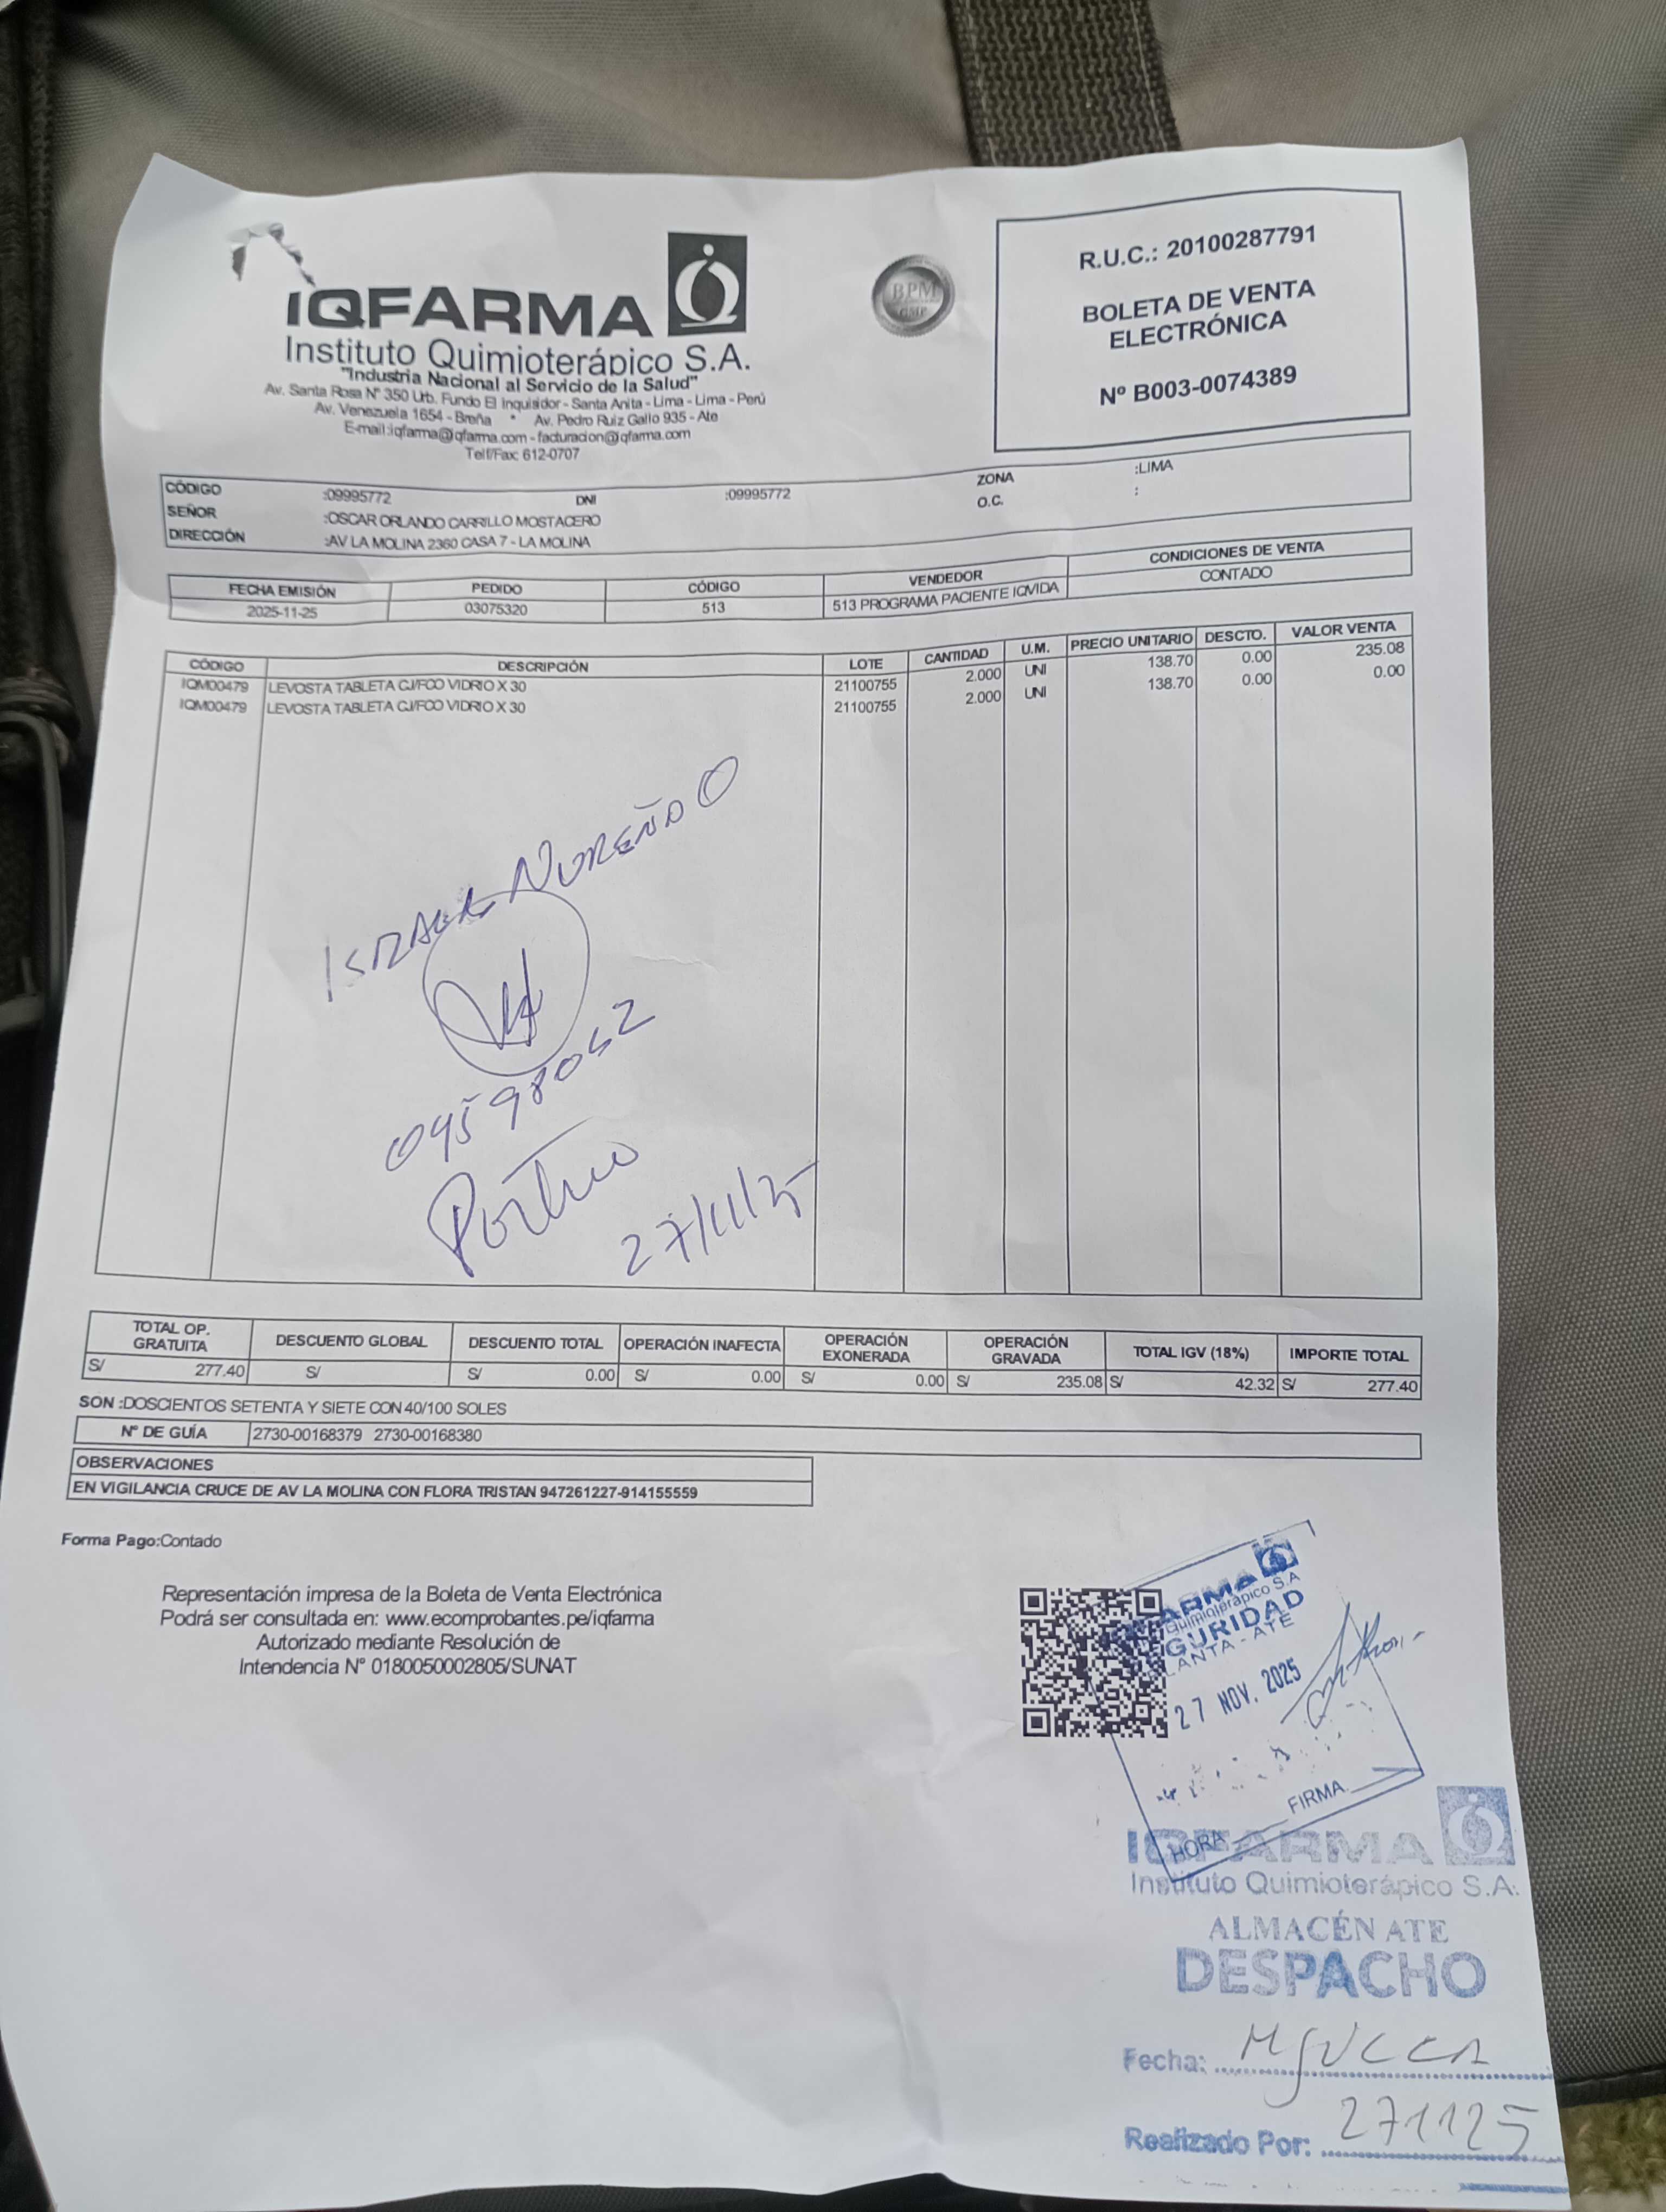 IQFARMA
Instituto Quimioterápico S.A.
"Industria Nacional al Servicio de la Salud"
Av. Santa Rosa N° 350 Urb. Fundo El Inquisidor - Santa Anita - Lima - Lima - Perú
Av. Venezuela 1654 - Breña * Av. Pedro Ruiz Gallo 935 - Ate
E-mail:iqfarma@iqfarma.com - facturacion@iqfarma.com
Telf/Fax: 612-0707
BPM
GMP
R.U.C.: 20100287791
BOLETA DE VENTA
ELECTRÓNICA
Nº B003-0074389
CÓDIGO :09995772 DNI :09995772 ZONA :LIMA
SEÑOR :OSCAR ORLANDO CARRILLO MOSTACERO O.C. :
DIRECCIÓN :AV LA MOLINA 2360 CASA 7 - LA MOLINA
FECHA EMISIÓN PEDIDO CÓDIGO VENDEDOR CONDICIONES DE VENTA
2025-11-25 03075320 513 513 PROGRAMA PACIENTE IQVIDA CONTADO
CÓDIGO DESCRIPCIÓN LOTE CANTIDAD U.M. PRECIO UNITARIO DESCTO. VALOR VENTA
IQM00479 LEVOSTA TABLETA CJ/FCO VIDRIO X 30 21100755 2.000 UNI 138.70 0.00 235.08
IQM00479 LEVOSTA TABLETA CJ/FCO VIDRIO X 30 21100755 2.000 UNI 138.70 0.00 0.00
ISRAEL NOREÑA O
27/11/25
TOTAL OP. GRATUITA DESCUENTO GLOBAL DESCUENTO TOTAL OPERACIÓN INAFECTA OPERACIÓN EXONERADA OPERACIÓN GRAVADA TOTAL IGV (18%) IMPORTE TOTAL
S/ 277.40 S/ S/ 0.00 S/ 0.00 S/ 0.00 S/ 235.08 S/ 42.32 S/ 277.40
SON :DOSCIENTOS SETENTA Y SIETE CON 40/100 SOLES
N° DE GUÍA 2730-00168379 2730-00168380
OBSERVACIONES
EN VIGILANCIA CRUCE DE AV LA MOLINA CON FLORA TRISTAN 947261227-914155559
Forma Pago:Contado
Representación impresa de la Boleta de Venta Electrónica
Podrá ser consultada en: www.ecomprobantes.pe/iqfarma
Autorizado mediante Resolución de
Intendencia N° 0180050002805/SUNAT
27 NOV. 2025
HORA FIRMA
IQFARMA
Instituto Quimioterápico S.A.
ALMACÉN ATE
DESPACHO
Fecha:
Realizado Por: 271125